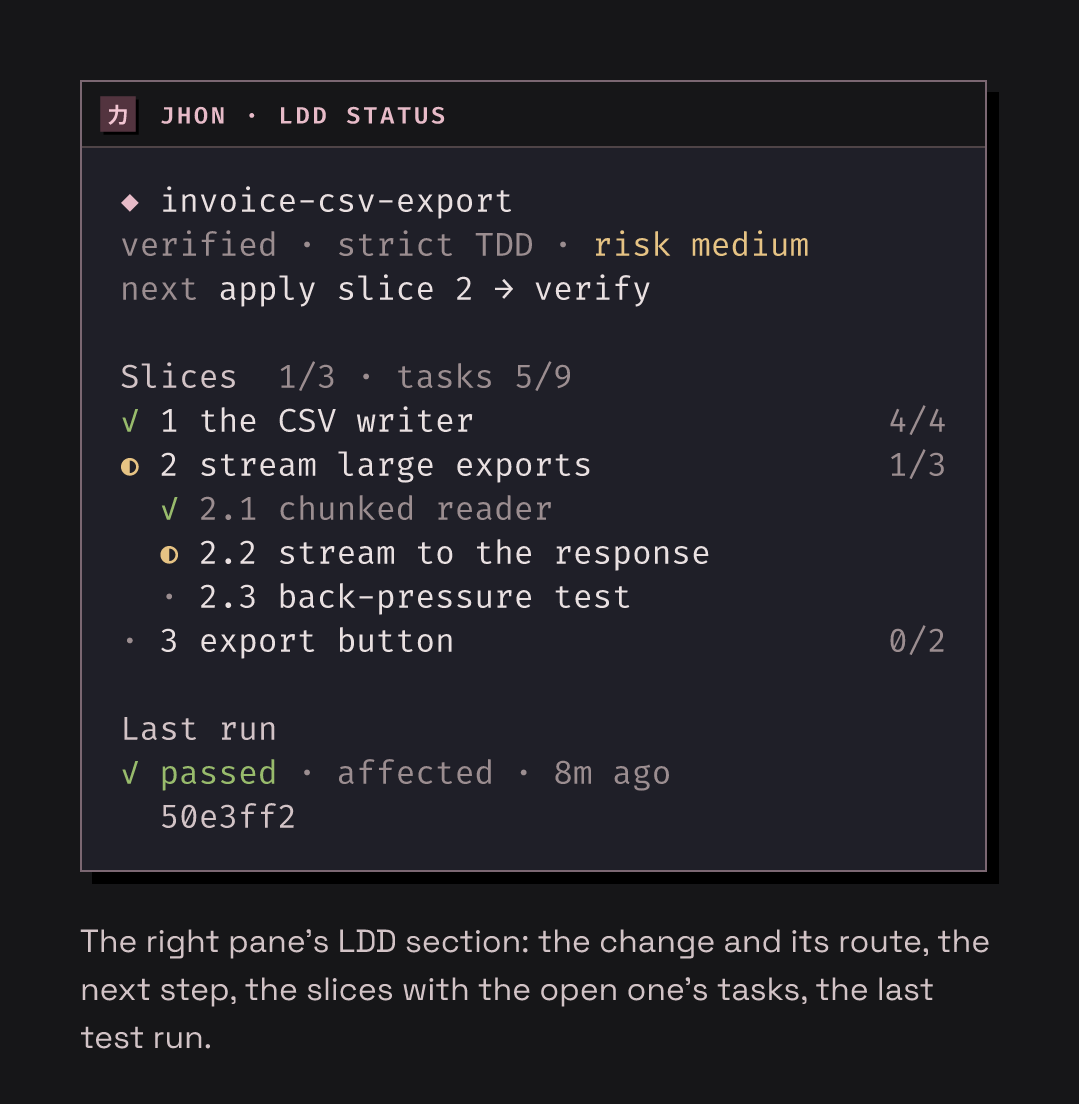 力 JHON · LDD STATUS
◆ invoice-csv-export
verified · strict TDD · risk medium
next apply slice 2 → verify
Slices 1/3 · tasks 5/9
√ 1 the CSV writer 4/4
◐ 2 stream large exports 1/3
√ 2.1 chunked reader
◐ 2.2 stream to the response
· 2.3 back-pressure test
· 3 export button 0/2
Last run
√ passed · affected · 8m ago
50e3ff2
The right pane’s LDD section: the change and its route, the
next step, the slices with the open one’s tasks, the last
test run.